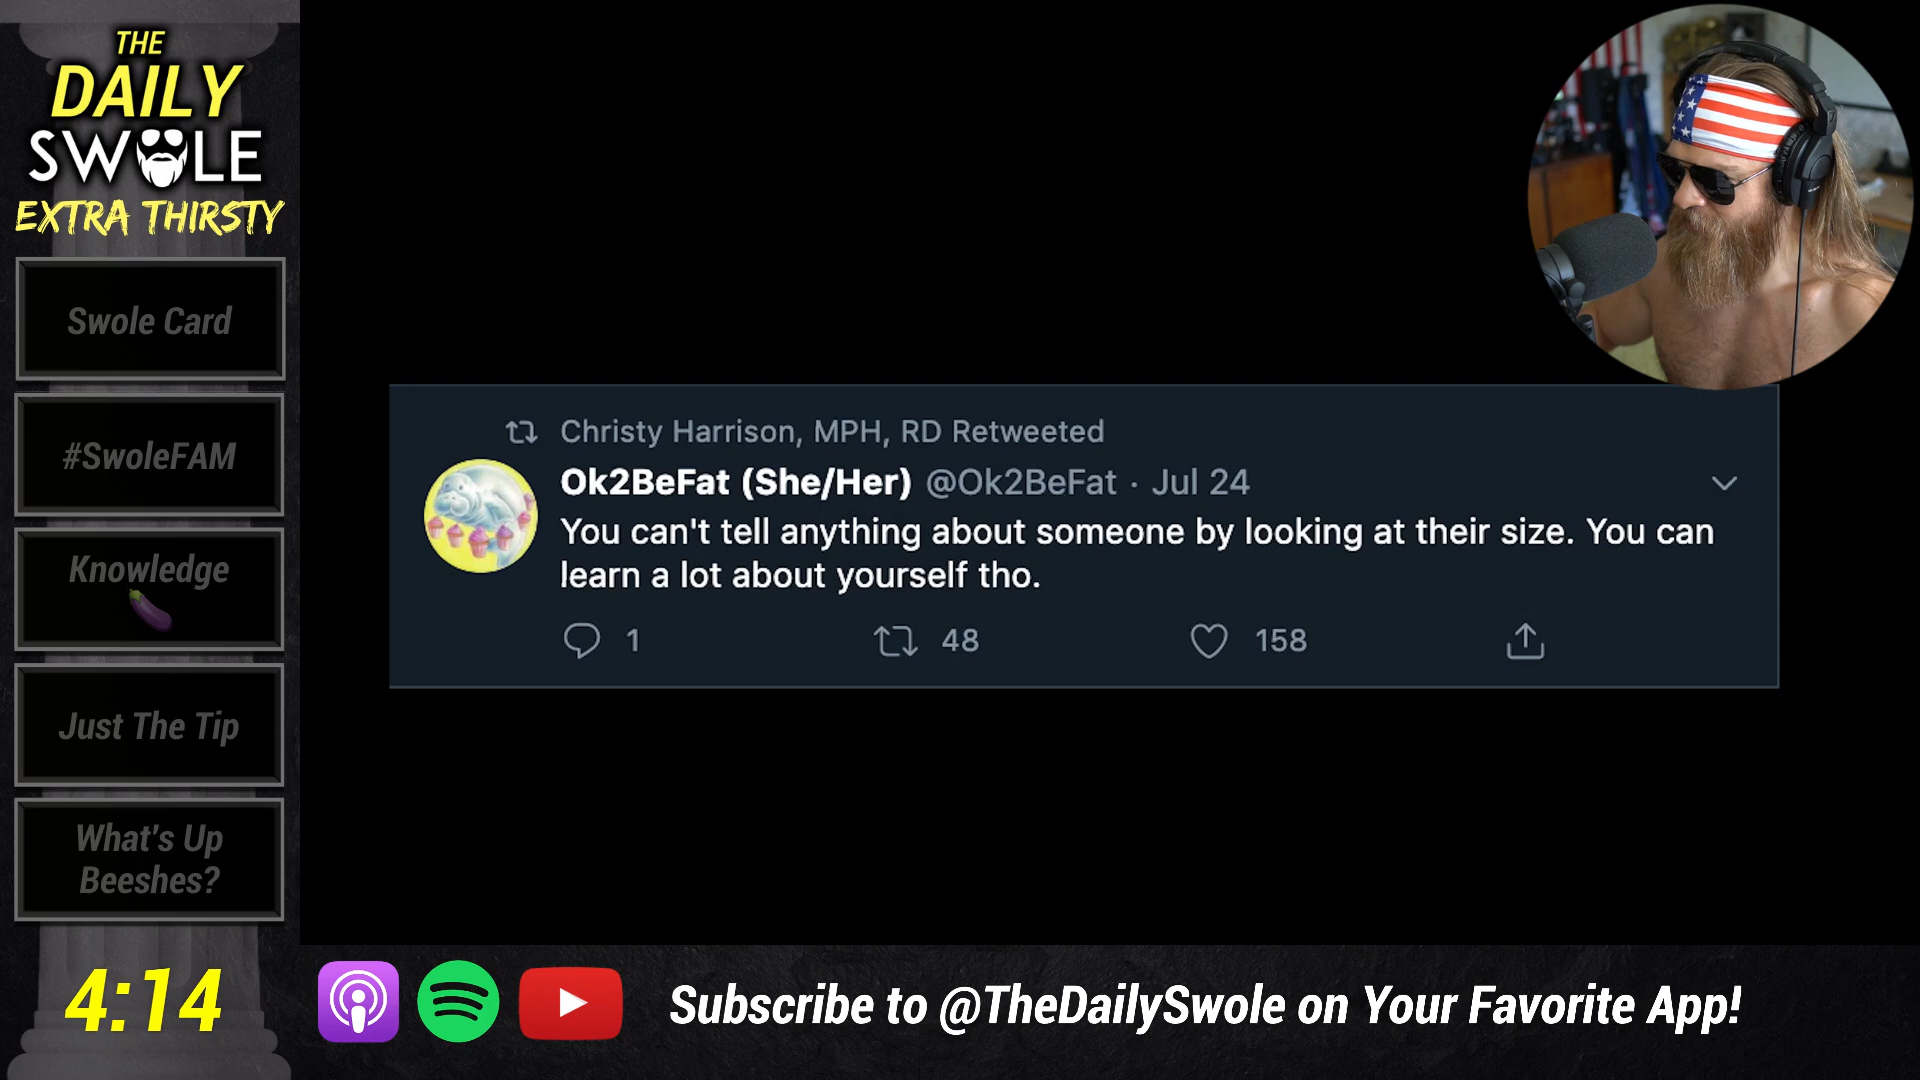 THE
DAILY
SWOLE
EXTRA THIRSTY
Swole Card
#SwoleFAM
Knowledge
Just The Tip
What's Up
Beeshes?
4:14
Christy Harrison, MPH, RD Retweeted
Ok2BeFat (She/Her) @Ok2BeFat · Jul 24
You can't tell anything about someone by looking at their size. You can
learn a lot about yourself tho.
1 48 158
Subscribe to @TheDailySwole on Your Favorite App!